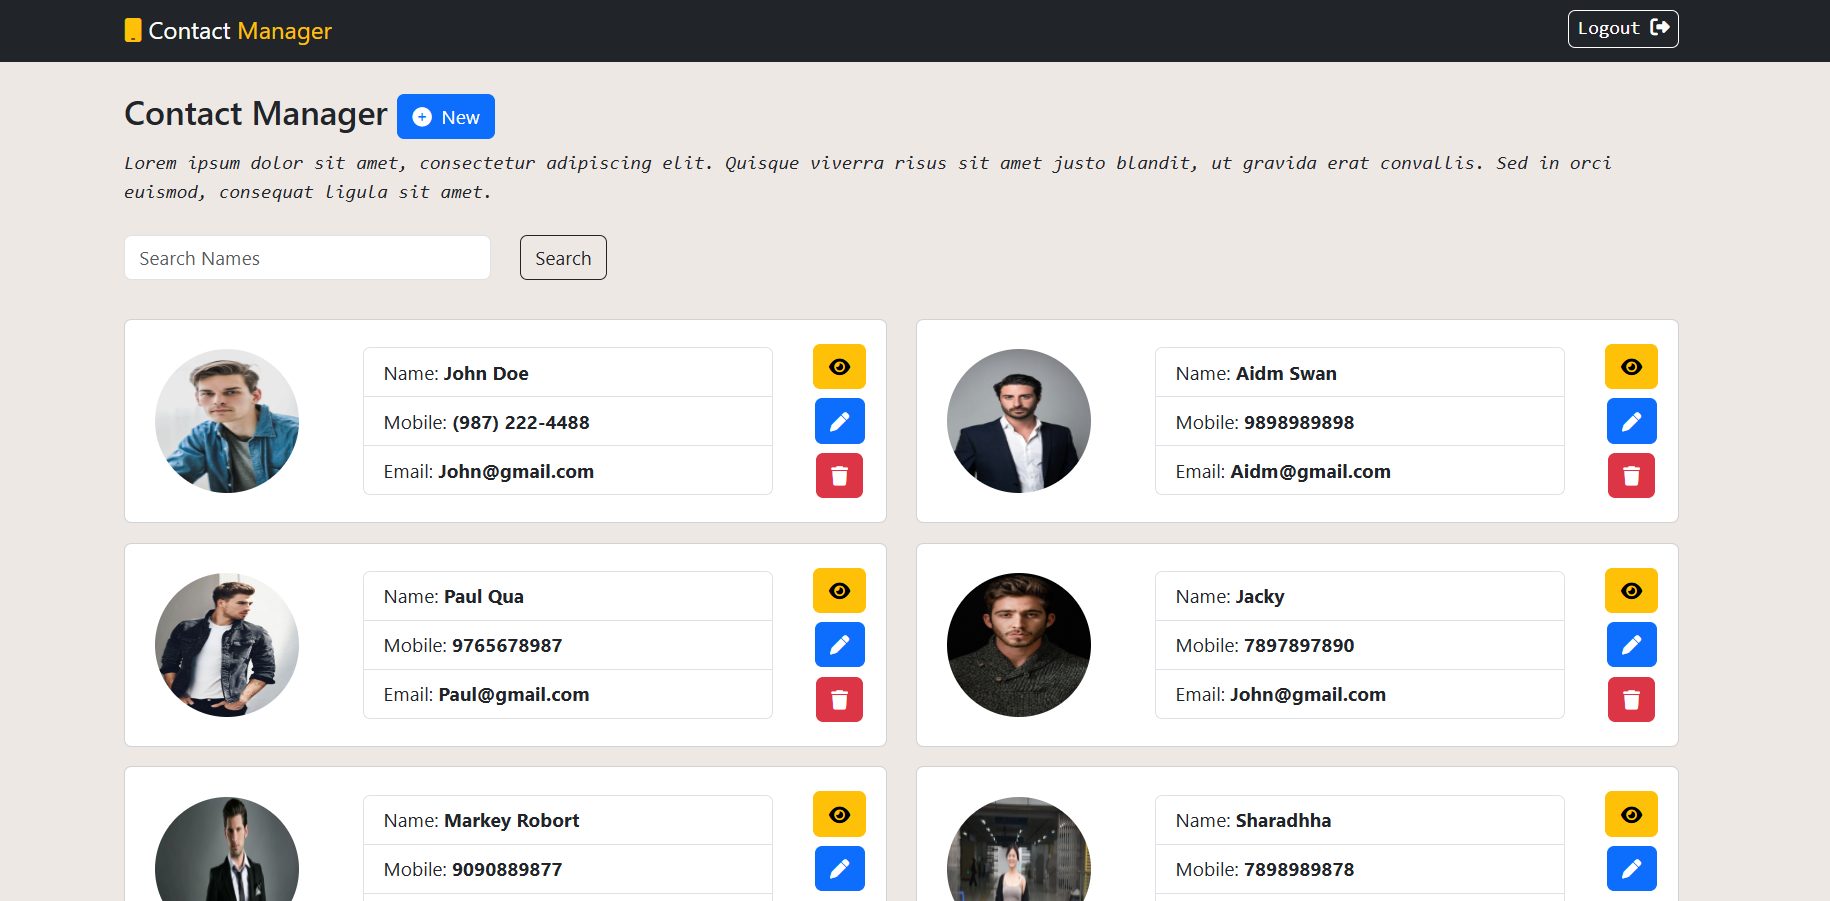 Contact Manager
Logout
Contact Manager
New
Lorem ipsum dolor sit amet, consectetur adipiscing elit. Quisque viverra risus sit amet justo blandit, ut gravida erat convallis. Sed in orci
euismod, consequat ligula sit amet.
Search Names
Search
Name: John Doe
Mobile: (987) 222-4488
Email: John@gmail.com
Name: Aidm Swan
Mobile: 9898989898
Email: Aidm@gmail.com
Name: Paul Qua
Mobile: 9765678987
Email: Paul@gmail.com
Name: Jacky
Mobile: 7897897890
Email: John@gmail.com
Name: Markey Robort
Mobile: 9090889877
Name: Sharadhha
Mobile: 7898989878